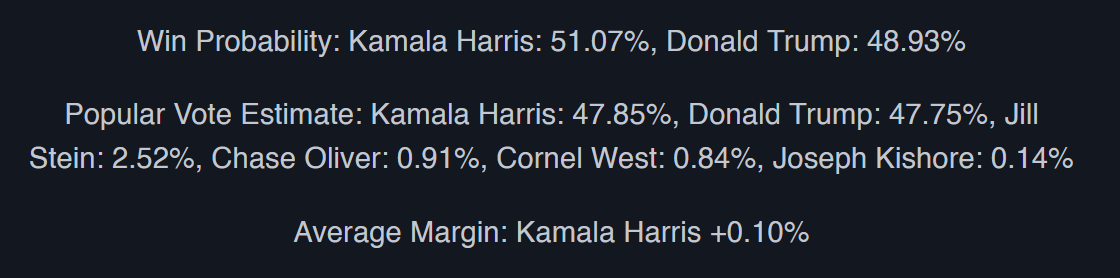 Win Probability: Kamala Harris: 51.07%, Donald Trump: 48.93%
Popular Vote Estimate: Kamala Harris: 47.85%, Donald Trump: 47.75%, Jill
Stein: 2.52%, Chase Oliver: 0.91%, Cornel West: 0.84%, Joseph Kishore: 0.14%
Average Margin: Kamala Harris +0.10%